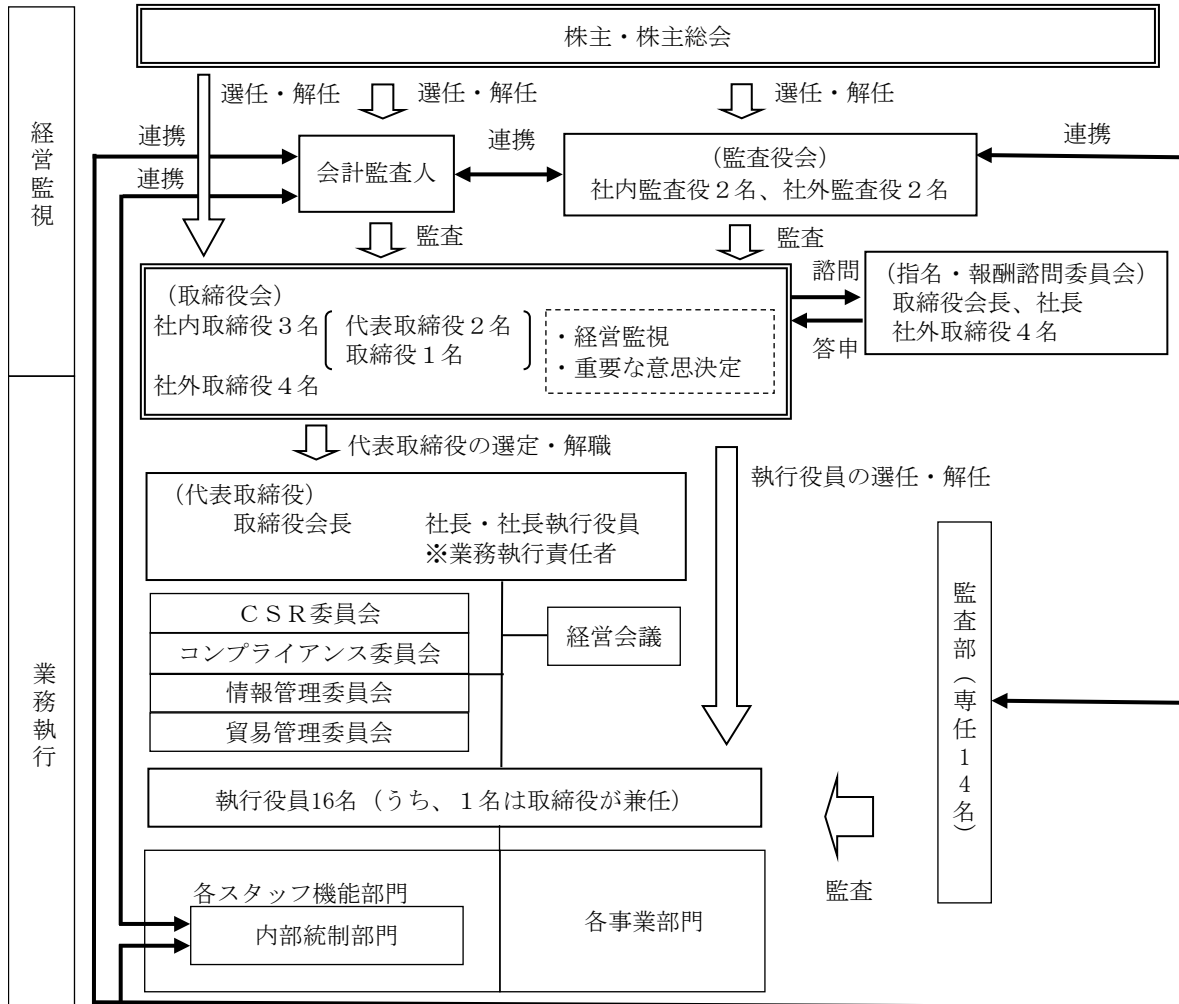 経営監視
業務執行
株主・株主総会
選任・解任
選任・解任
選任・解任
連携
連携
連携
連携
会計監査人
(監査役会)
社内監査役２名、社外監査役２名
監査
監査
(取締役会)
社内取締役３名
代表取締役２名
取締役１名
社外取締役４名
・経営監視
・重要な意思決定
諮問
答申
(指名・報酬諮問委員会)
取締役会長、社長
社外取締役４名
代表取締役の選定・解職
執行役員の選任・解任
(代表取締役)
取締役会長　社長・社長執行役員
※業務執行責任者
ＣＳＲ委員会
コンプライアンス委員会
情報管理委員会
貿易管理委員会
経営会議
執行役員16名（うち、１名は取締役が兼任）
監査部（専任１４名）
監査
各スタッフ機能部門
内部統制部門
各事業部門